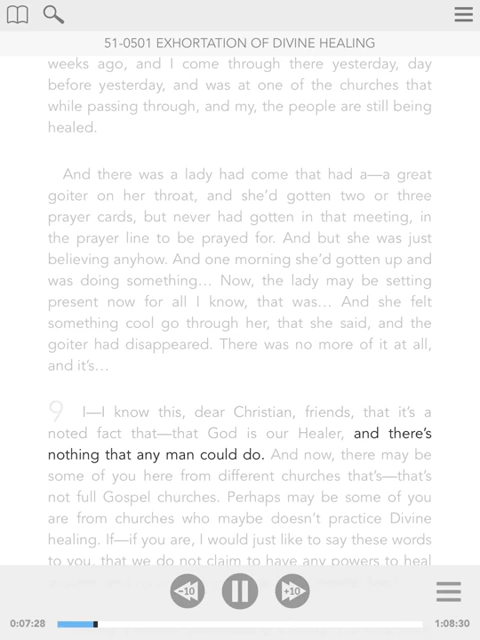 51-0501 EXHORTATION OF DIVINE HEALING
weeks ago, and I come through there yesterday, day
before yesterday, and was at one of the churches that
while passing through, and my, the people are still being
healed.
And there was a lady had come that had a—a great
goiter on her throat, and she'd gotten two or three
prayer cards, but never had gotten in that meeting, in
the prayer line to be prayed for. And but she was just
believing anyhow. And one morning she'd gotten up and
was doing something… Now, the lady may be setting
present now for all I know, that was… And she felt
something cool go through her, that she said, and the
goiter had disappeared. There was no more of it at all,
and it's…
9 I—I know this, dear Christian, friends, that it's a
noted fact that—that God is our Healer, and there's
nothing that any man could do. And now, there may be
some of you here from different churches that's—that's
not full Gospel churches. Perhaps may be some of you
are from churches who maybe doesn't practice Divine
healing. If—if you are, I would just like to say these words
to you, that we do not claim to have any powers to heal
-10
+10
0:07:28
1:08:30